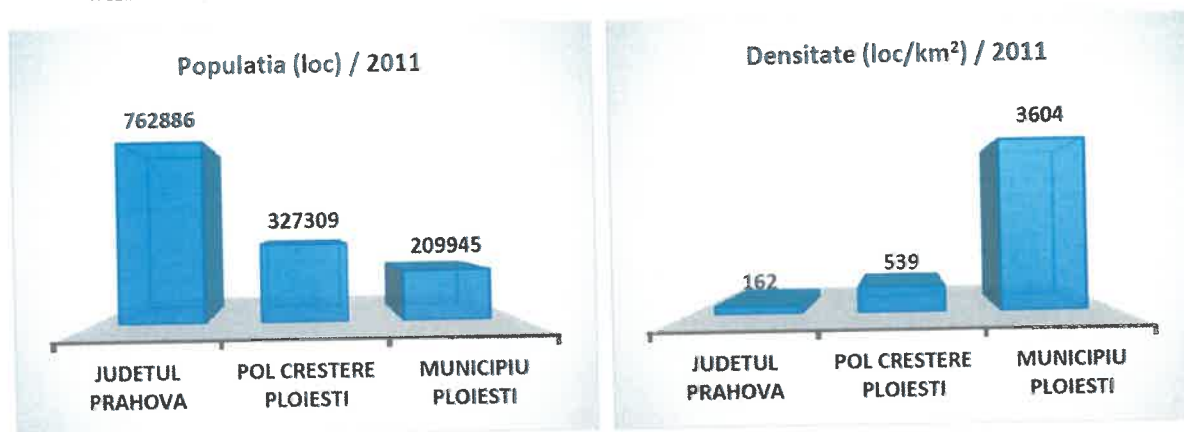 Populatia (loc) / 2011
762886
327309
209945
JUDETUL
PRAHOVA
POL CRESTERE
PLOIESTI
MUNICIPIU
PLOIESTI
Densitate (loc/km²) / 2011
162
539
3604
JUDETUL
PRAHOVA
POL CRESTERE
PLOIESTI
MUNICIPIU
PLOIESTI